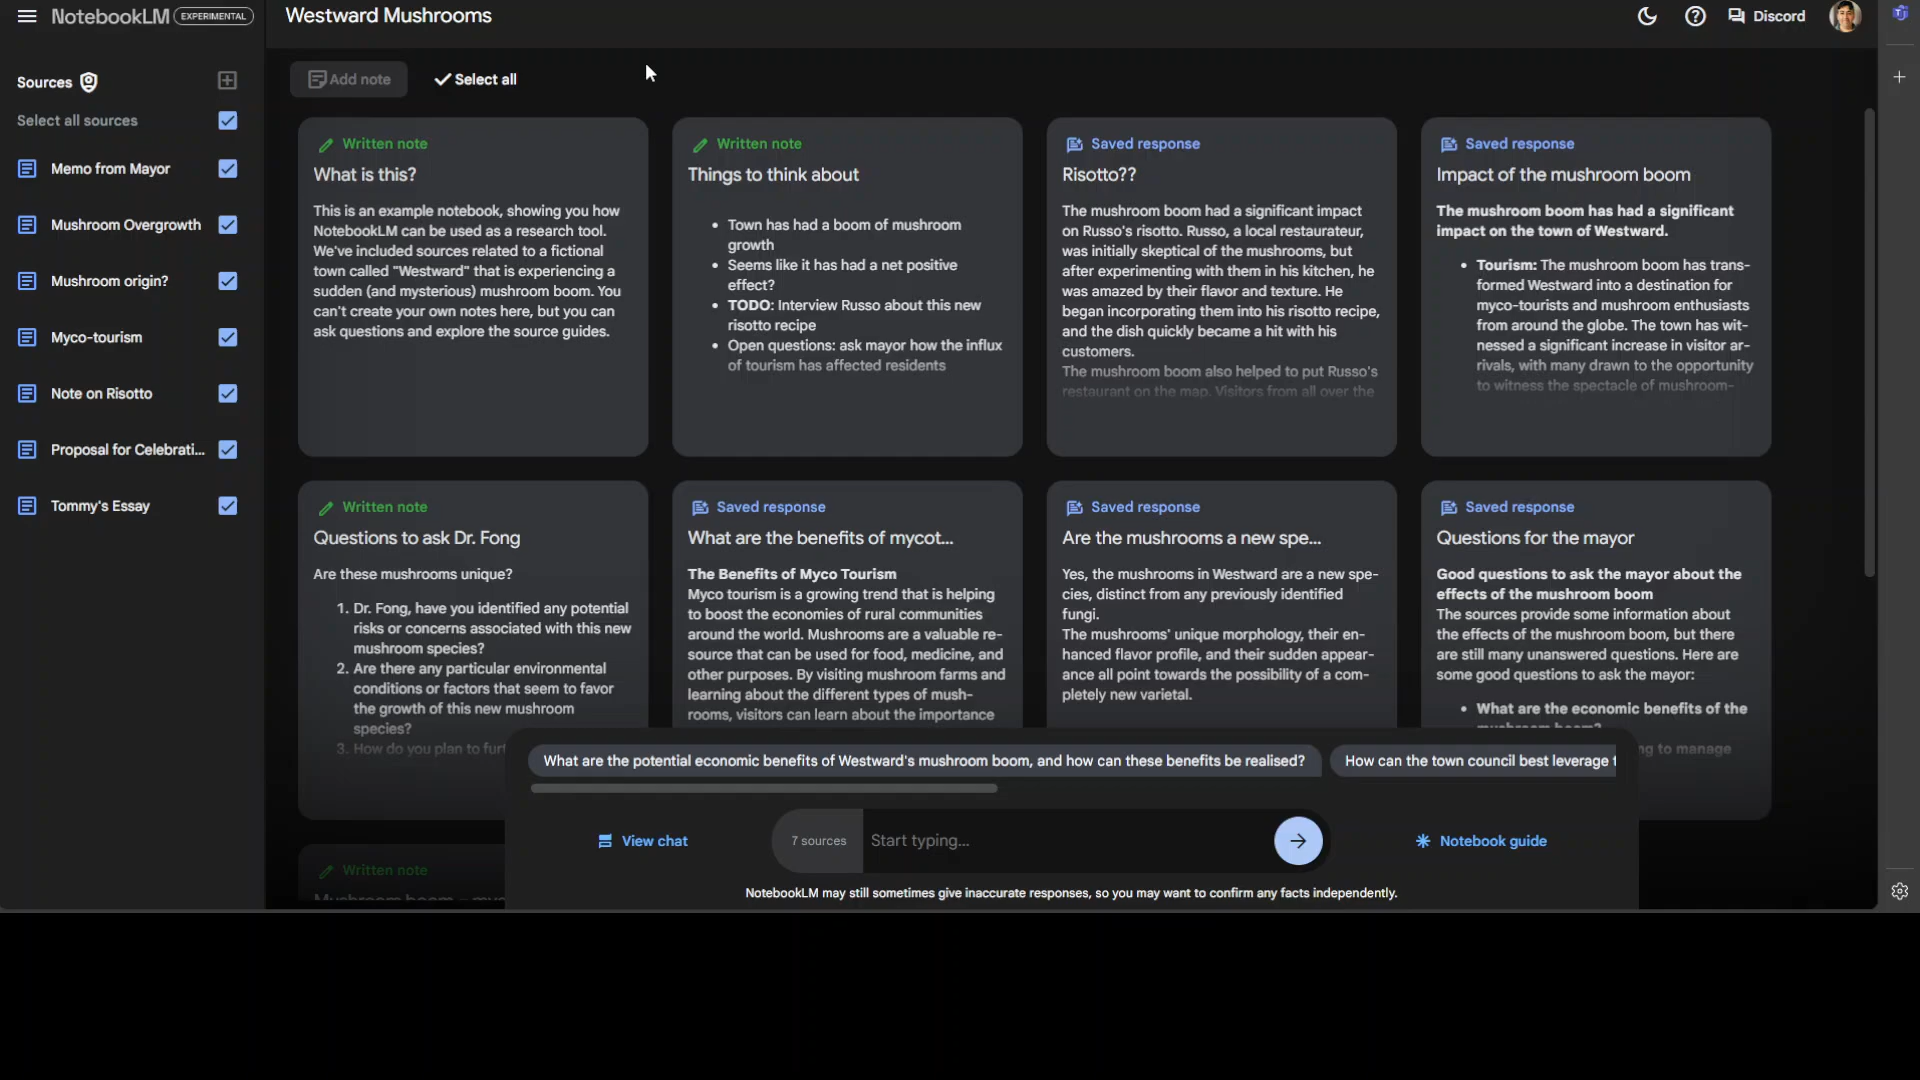 NotebookLM EXPERIMENTAL
Westward Mushrooms
Discord
Sources
Select all sources
Memo from Mayor
Mushroom Overgrowth
Mushroom origin?
Myco-tourism
Note on Risotto
Proposal for Celebrati...
Tommy's Essay
Add note
Select all
Written note
What is this?
This is an example notebook, showing you how
NotebookLM can be used as a research tool.
We've included sources related to a fictional
town called "Westward" that is experiencing a
sudden (and mysterious) mushroom boom. You
can't create your own notes here, but you can
ask questions and explore the source guides.
Written note
Things to think about
• Town has had a boom of mushroom
growth
• Seems like it has had a net positive
effect?
• TODO: Interview Russo about this new
risotto recipe
• Open questions: ask mayor how the influx
of tourism has affected residents
Saved response
Risotto??
The mushroom boom had a significant impact
on Russo's risotto. Russo, a local restaurateur,
was initially skeptical of the mushrooms, but
after experimenting with them in his kitchen, he
was amazed by their flavor and texture. He
began incorporating them into his risotto recipe,
and the dish quickly became a hit with his
customers.
The mushroom boom also helped to put Russo's
restaurant on the map. Visitors from all over the
Saved response
Impact of the mushroom boom
The mushroom boom has had a significant
impact on the town of Westward.
• Tourism: The mushroom boom has trans-
formed Westward into a destination for
myco-tourists and mushroom enthusiasts
from around the globe. The town has wit-
nessed a significant increase in visitor ar-
rivals, with many drawn to the opportunity
to witness the spectacle of mushroom-
Written note
Questions to ask Dr. Fong
Are these mushrooms unique?
1. Dr. Fong, have you identified any potential
risks or concerns associated with this new
mushroom species?
2. Are there any particular environmental
conditions or factors that seem to favor
the growth of this new mushroom
species?
3. How do you plan to
Saved response
What are the benefits of mycot...
The Benefits of Myco Tourism
Myco tourism is a growing trend that is helping
to boost the economies of rural communities
around the world. Mushrooms are a valuable re-
source that can be used for food, medicine, and
other purposes. By visiting mushroom farms and
learning about the different types of mush-
rooms, visitors can learn about the importance
Saved response
Are the mushrooms a new spe...
Yes, the mushrooms in Westward are a new spe-
cies, distinct from any previously identified
fungi.
The mushrooms' unique morphology, their en-
hanced flavor profile, and their sudden appear-
ance all point towards the possibility of a com-
pletely new varietal.
Saved response
Questions for the mayor
Good questions to ask the mayor about the
effects of the mushroom boom
The sources provide some information about
the effects of the mushroom boom, but there
are still many unanswered questions. Here are
some good questions to ask the mayor:
• What are the economic benefits of the
mushroom boom?
to manage
Written note
Mushroom boom
What are the potential economic benefits of Westward's mushroom boom, and how can these benefits be realised?
How can the town council best leverage
View chat
7 sources
Start typing...
Notebook guide
NotebookLM may still sometimes give inaccurate responses, so you may want to confirm any facts independently.